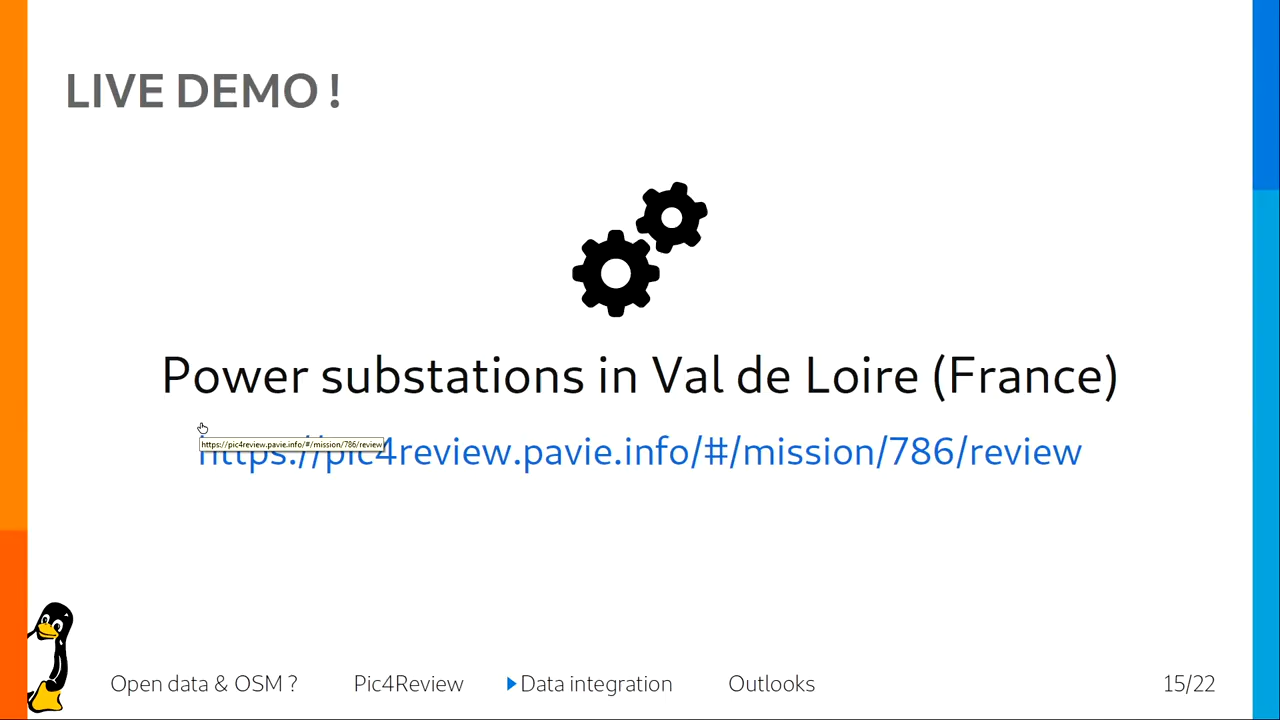 LIVE DEMO !
Power substations in Val de Loire (France)
https://pic4review.pavie.info/#/mission/786/review
https://pic4review.pavie.info/#/mission/786/review
Open data & OSM ? Pic4Review Data integration Outlooks 15/22